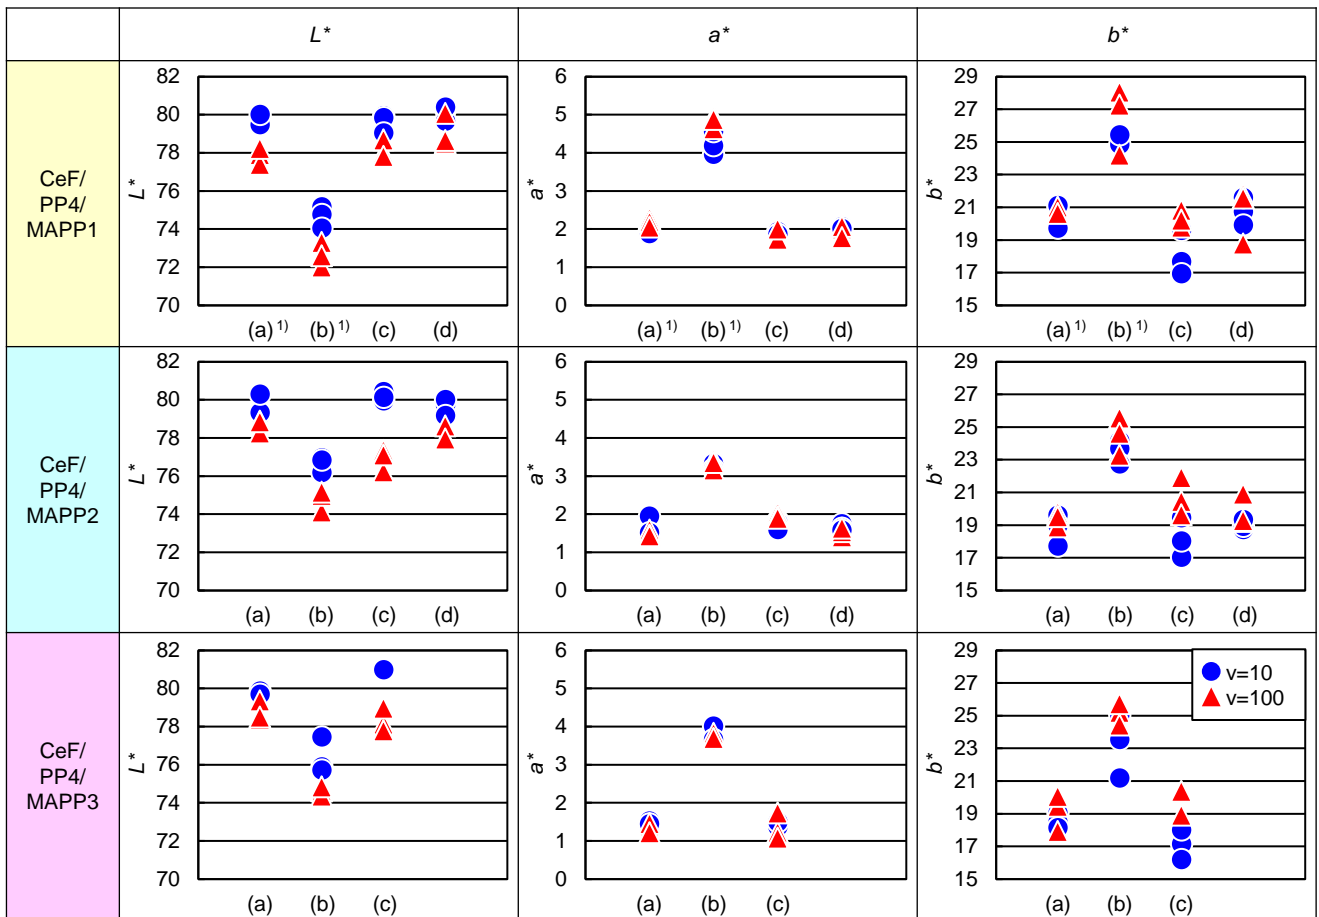 L* a* b*
CeF/
PP4/
MAPP1
L*
82
80
78
76
74
72
70
(a) 1) (b) 1) (c) (d)
a*
6
5
4
3
2
1
0
(a) 1) (b) 1) (c) (d)
b*
29
27
25
23
21
19
17
15
(a) 1) (b) 1) (c) (d)
CeF/
PP4/
MAPP2
L*
82
80
78
76
74
72
70
(a) (b) (c) (d)
a*
6
5
4
3
2
1
0
(a) (b) (c) (d)
b*
29
27
25
23
21
19
17
15
(a) (b) (c) (d)
CeF/
PP4/
MAPP3
L*
82
80
78
76
74
72
70
(a) (b) (c)
a*
6
5
4
3
2
1
0
(a) (b) (c)
b*
29
27
25
23
21
19
17
15
(a) (b) (c)
v=10
v=100